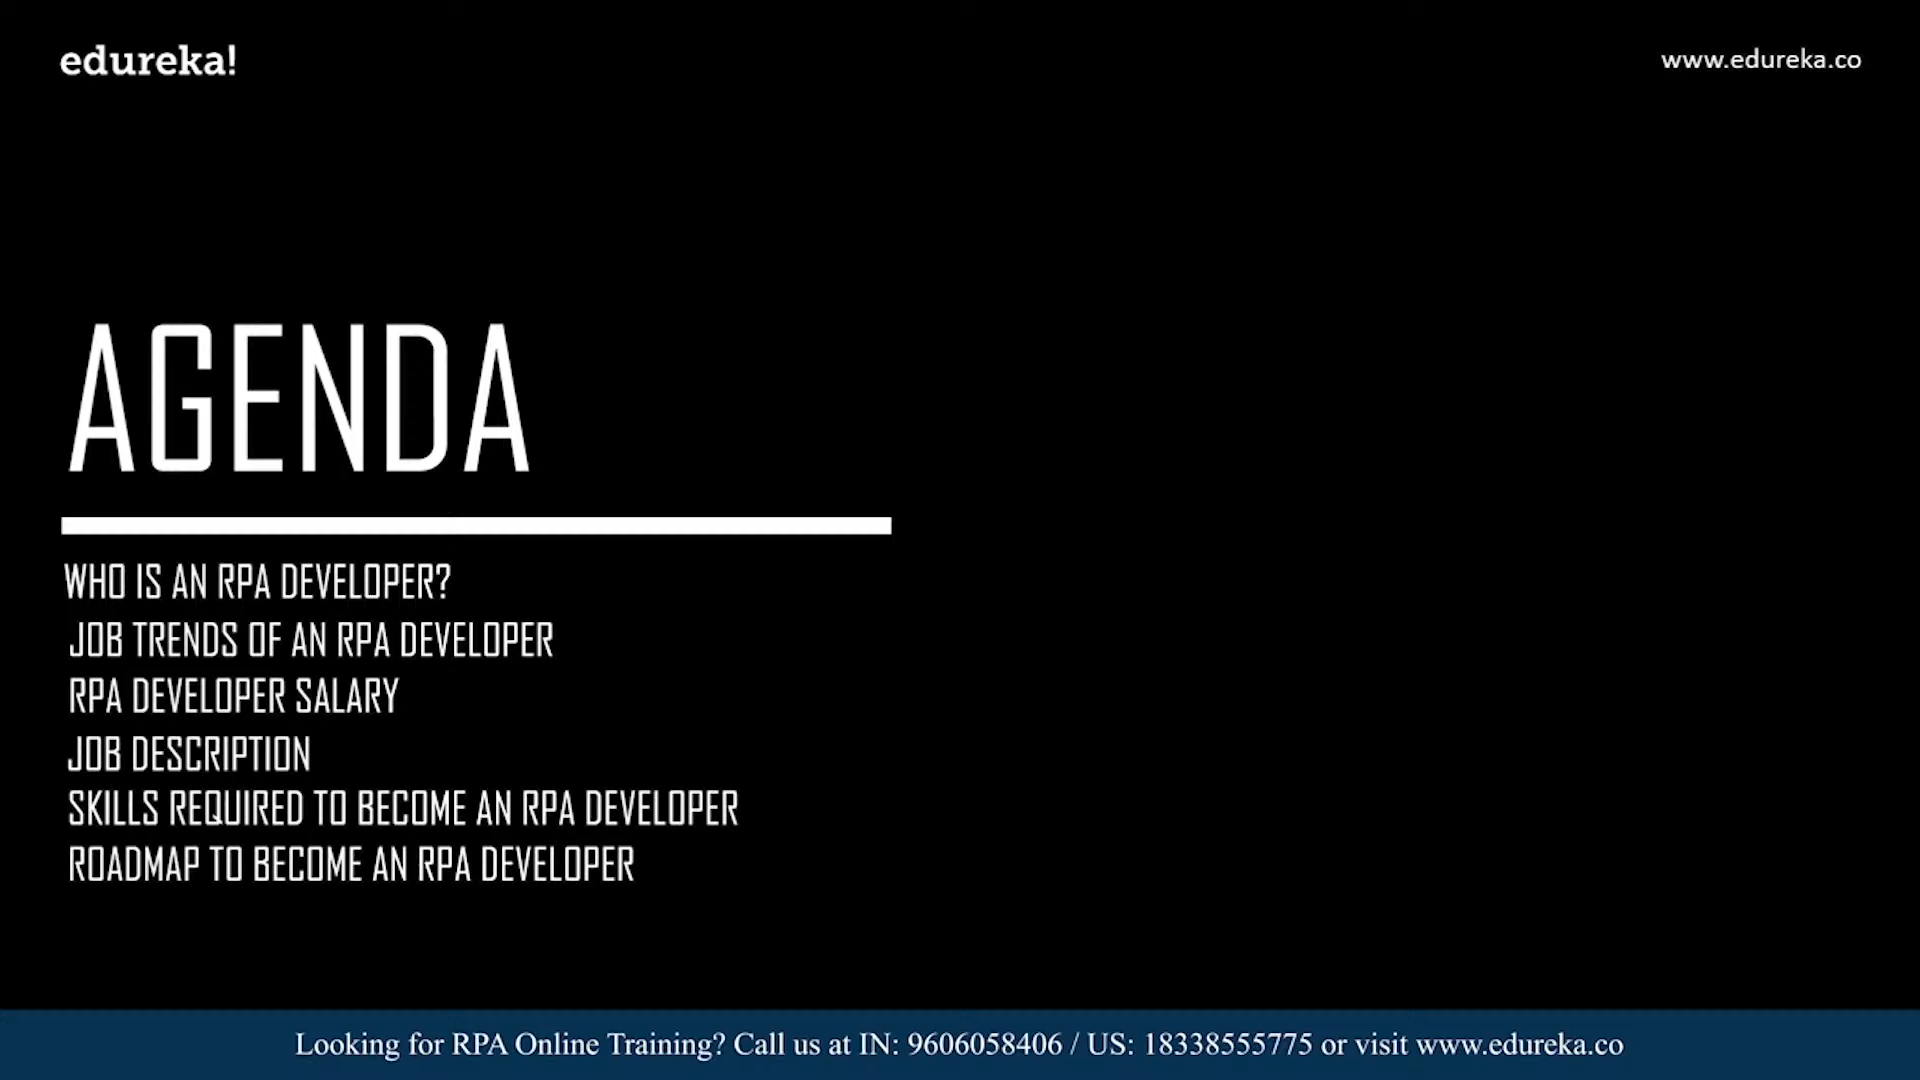 edureka!
www.edureka.co
AGENDA
WHO IS AN RPA DEVELOPER?
JOB TRENDS OF AN RPA DEVELOPER
RPA DEVELOPER SALARY
JOB DESCRIPTION
SKILLS REQUIRED TO BECOME AN RPA DEVELOPER
ROADMAP TO BECOME AN RPA DEVELOPER
Looking for RPA Online Training? Call us at IN: 9606058406 / US: 18338555775 or visit www.edureka.co